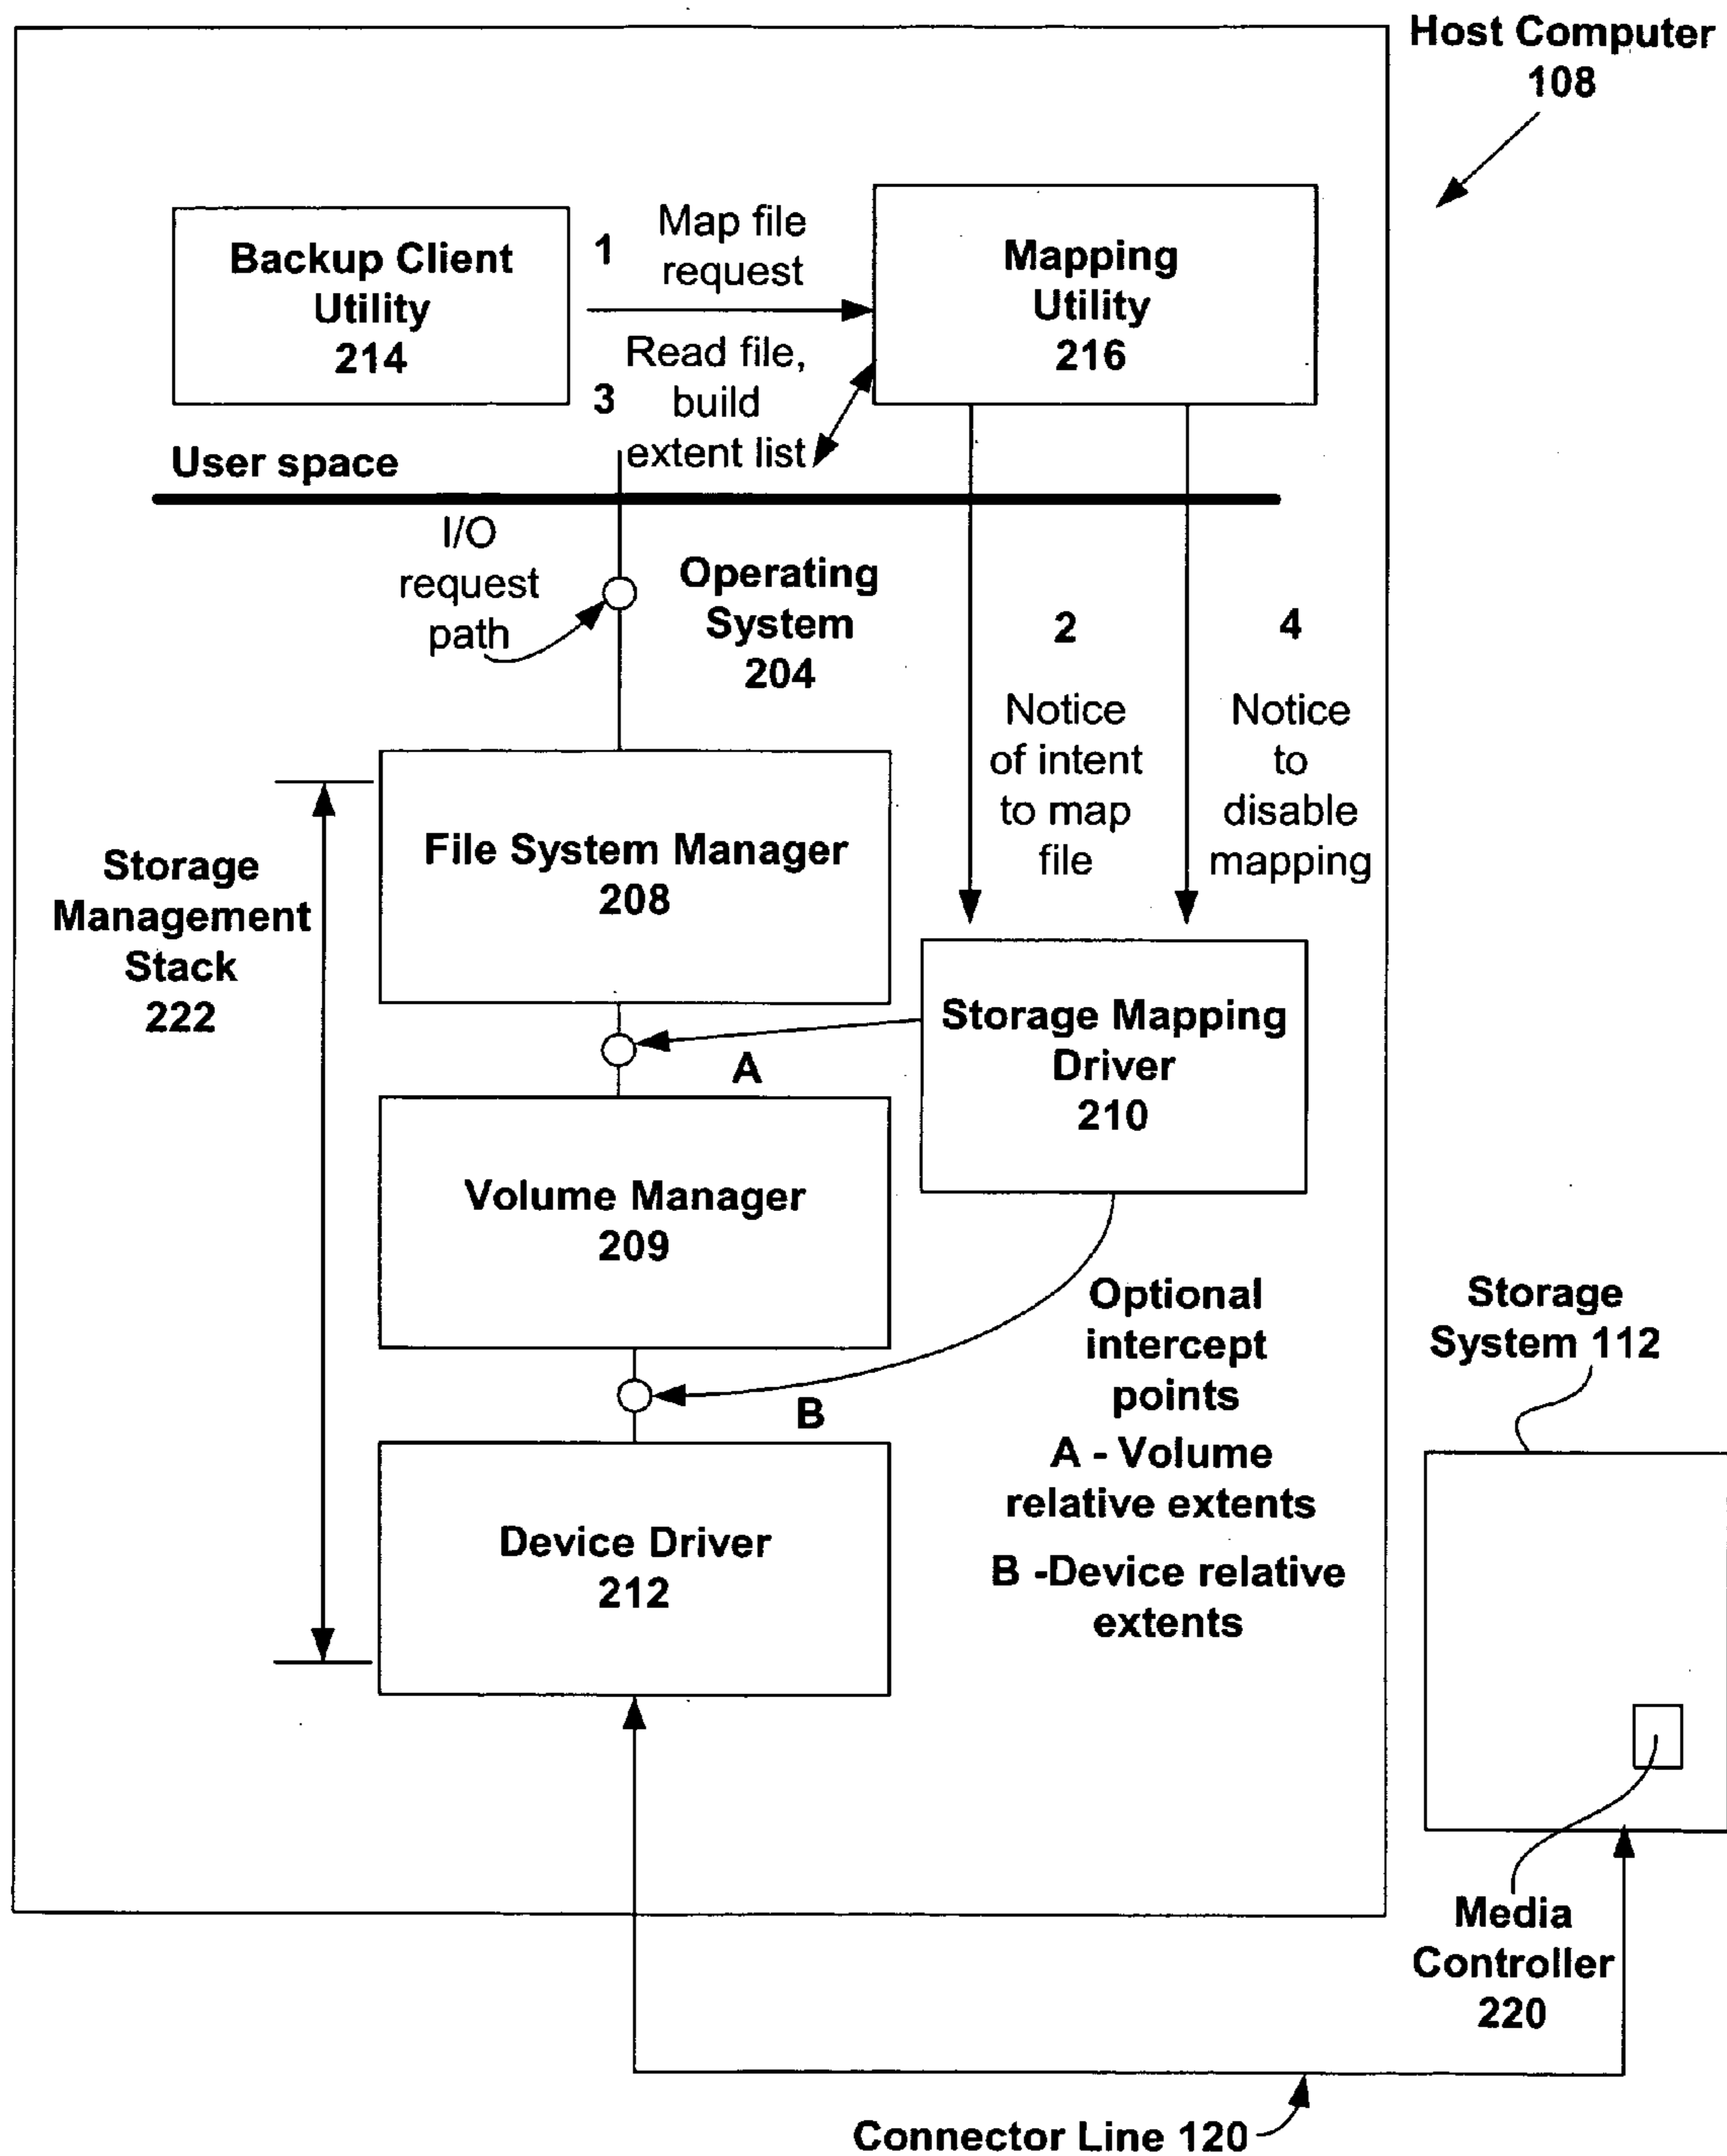 Host Computer
108
Backup Client
Utility
214
1
Map file
request
Mapping
Utility
216
3
Read file,
build
extent list
User space
I/O
request
path
Operating
System
204
2
Notice
of intent
to map
file
4
Notice
to
disable
mapping
Storage
Management
Stack
222
File System Manager
208
A
Storage Mapping
Driver
210
Volume Manager
209
B
Optional
intercept
points
A - Volume
relative extents
B -Device relative
extents
Device Driver
212
Storage
System 112
Media
Controller
220
Connector Line 120